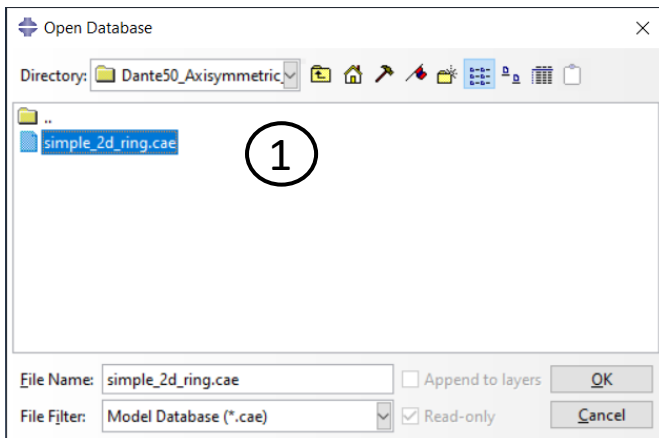 Open Database
Directory: Dante50_Axisymmetric_
..
simple_2d_ring.cae
1
File Name: simple_2d_ring.cae Append to layers OK
File Filter: Model Database (*.cae) Read-only Cancel